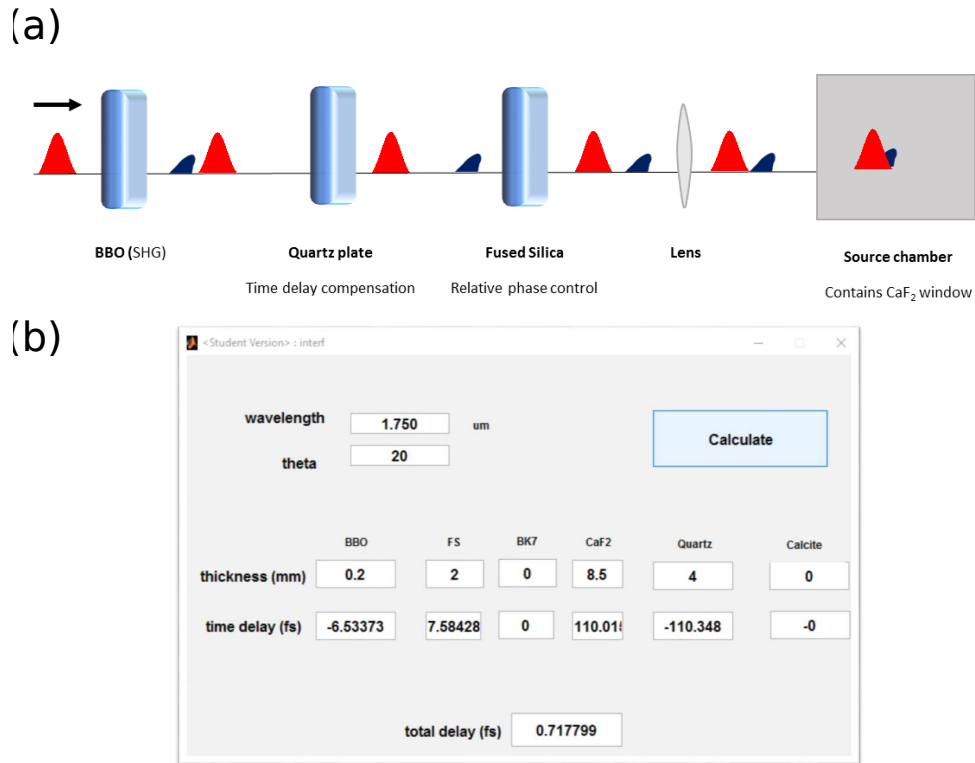 (a)
BBO (SHG)
Quartz plate
Time delay compensation
Fused Silica
Relative phase control
Lens
Source chamber
Contains CaF₂ window
(b)
<Student Version> : interf
wavelength 1.750 um
theta 20
Calculate
BBO FS BK7 CaF2 Quartz Calcite
thickness (mm) 0.2 2 0 8.5 4 0
time delay (fs) -6.53373 7.58428 0 110.01 -110.348 -0
total delay (fs) 0.717799